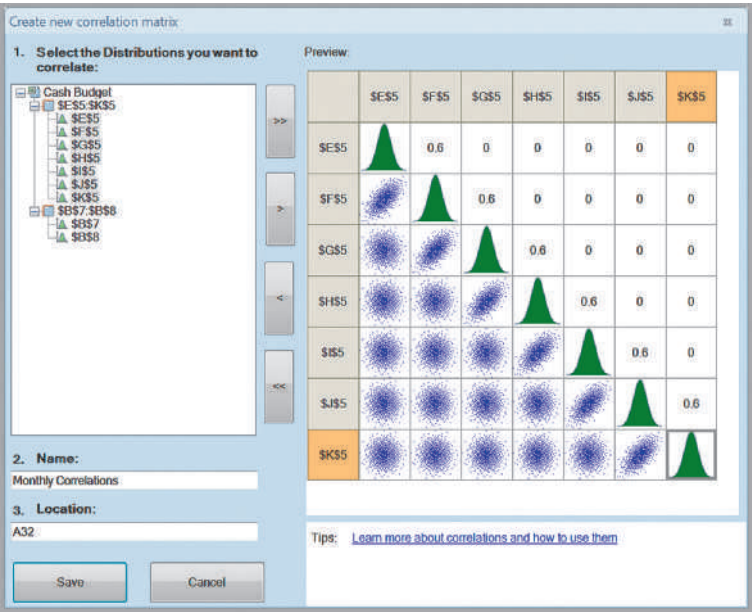 Create new correlation matrix
1. Select the Distributions you want to
correlate:
Cash Budget
$E$5:$K$5
$E$5
$F$5
$G$5
$H$5
$I$5
$J$5
$K$5
$B$7:$B$8
$B$7
$B$8
>>
>
<
<<
2. Name:
Monthly Correlations
3. Location:
A32
Save Cancel
Preview:
$E$5 $F$5 $G$5 $H$5 $I$5 $J$5 $K$5
$E$5 0.6 0 0 0 0 0
$F$5 0.6 0 0 0 0
$G$5 0.6 0 0 0
$H$5 0.6 0 0
$I$5 0.6 0
$J$5 0.6
$K$5
Tips: Learn more about correlations and how to use them